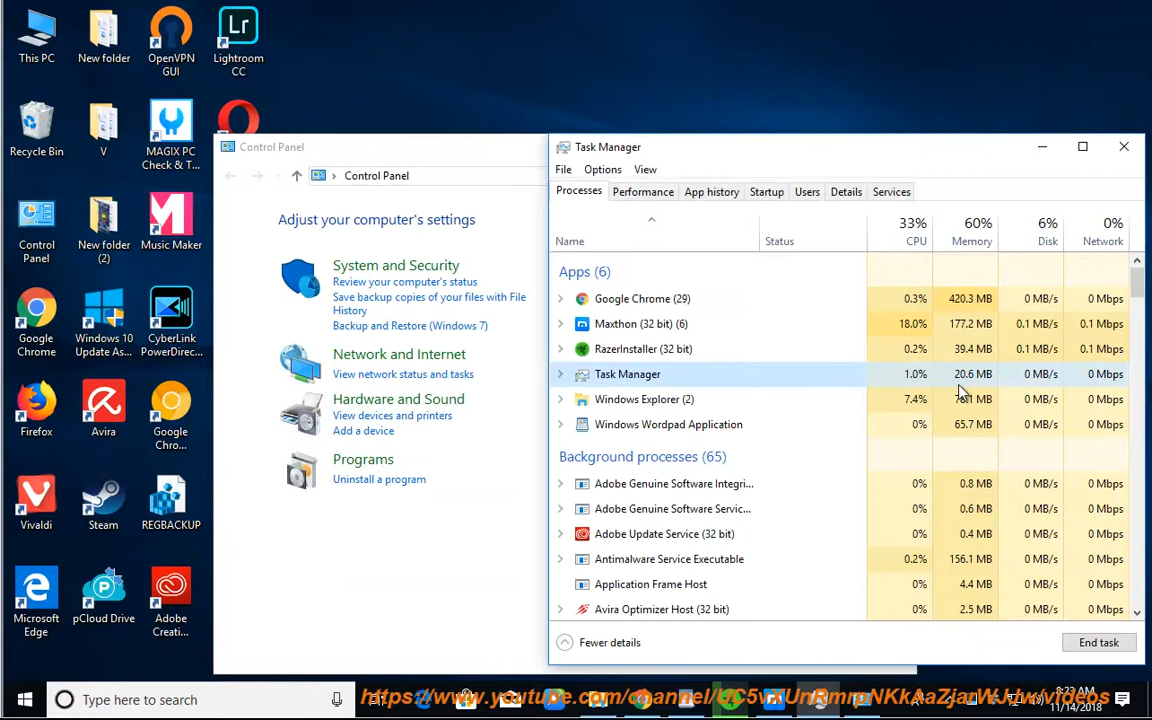 This PC
New folder
OpenVPN
GUI
Lightroom
CC
Recycle Bin
V
MAGIX PC
Check & T...
Control
Panel
New folder
(2)
Music Maker
Google
Chrome
Windows 10
Update As...
CyberLink
PowerDirec...
Firefox
Avira
Google
Chro...
Vivaldi
Steam
REGBACKUP
Microsoft
Edge
pCloud Drive
Adobe
Creati...
Control Panel
Control Panel
Adjust your computer's settings
System and Security
Review your computer's status
Save backup copies of your files with File
History
Backup and Restore (Windows 7)
Network and Internet
View network status and tasks
Hardware and Sound
View devices and printers
Add a device
Programs
Uninstall a program
Task Manager
File Options View
Processes Performance App history Startup Users Details Services
33% 60% 6% 0%
Name Status CPU Memory Disk Network
Apps (6)
Google Chrome (29) 0.3% 420.3 MB 0 MB/s 0 Mbps
Maxthon (32 bit) (6) 18.0% 177.2 MB 0.1 MB/s 0.1 Mbps
RazerInstaller (32 bit) 0.2% 39.4 MB 0.1 MB/s 0.1 Mbps
Task Manager 1.0% 20.6 MB 0 MB/s 0 Mbps
Windows Explorer (2) 7.4% MB 0 MB/s 0 Mbps
Windows Wordpad Application 0% 65.7 MB 0 MB/s 0 Mbps
Background processes (65)
Adobe Genuine Software Integri... 0% 0.8 MB 0 MB/s 0 Mbps
Adobe Genuine Software Servic... 0% 0.6 MB 0 MB/s 0 Mbps
Adobe Update Service (32 bit) 0% 0.4 MB 0 MB/s 0 Mbps
Antimalware Service Executable 0.2% 156.1 MB 0 MB/s 0 Mbps
Application Frame Host 0% 4.4 MB 0 MB/s 0 Mbps
Avira Optimizer Host (32 bit) 0% 2.5 MB 0 MB/s 0 Mbps
Fewer details
End task
Type here to search
11/14/2018